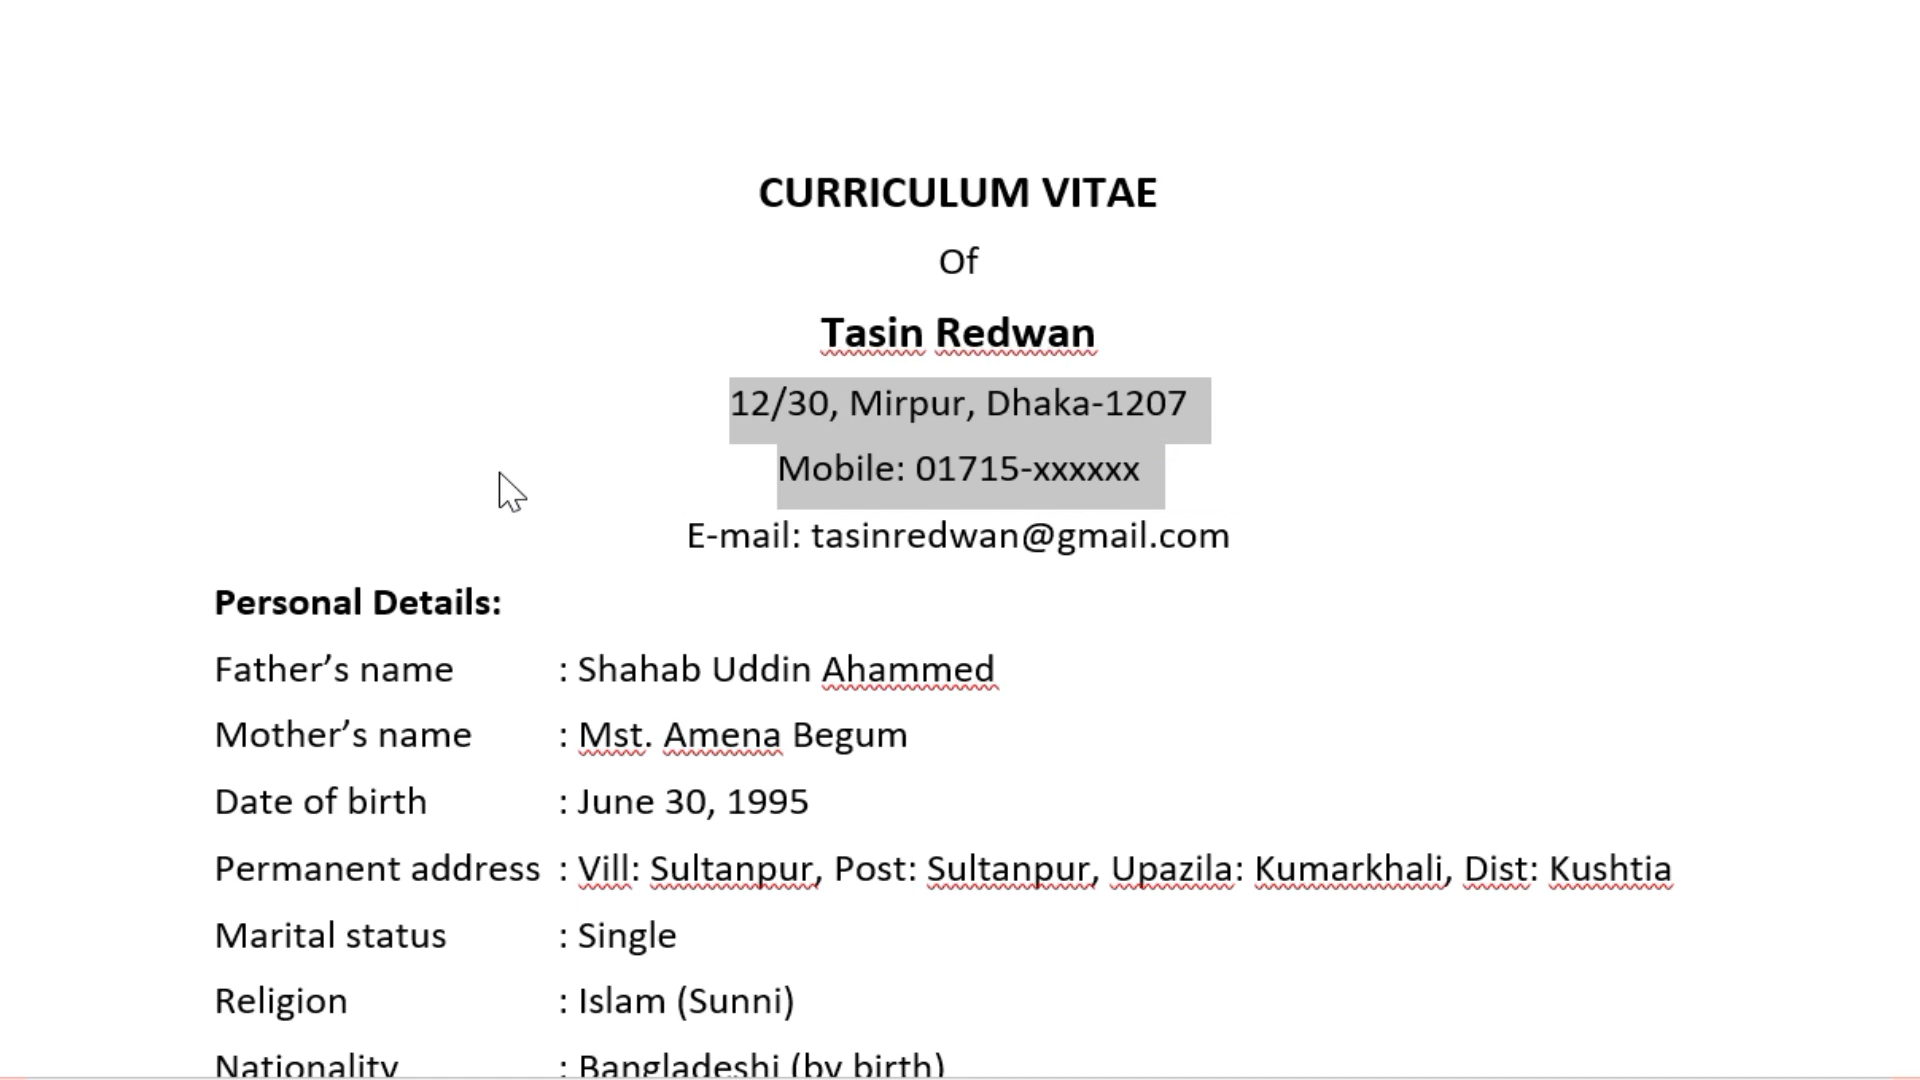 CURRICULUM VITAE
Of
Tasin Redwan
12/30, Mirpur, Dhaka-1207
Mobile: 01715-xxxxxx
E-mail: tasinredwan@gmail.com
Personal Details:
Father’s name : Shahab Uddin Ahammed
Mother’s name : Mst. Amena Begum
Date of birth : June 30, 1995
Permanent address : Vill: Sultanpur, Post: Sultanpur, Upazila: Kumarkhali, Dist: Kushtia
Marital status : Single
Religion : Islam (Sunni)
Nationality : Bangladeshi (by birth)